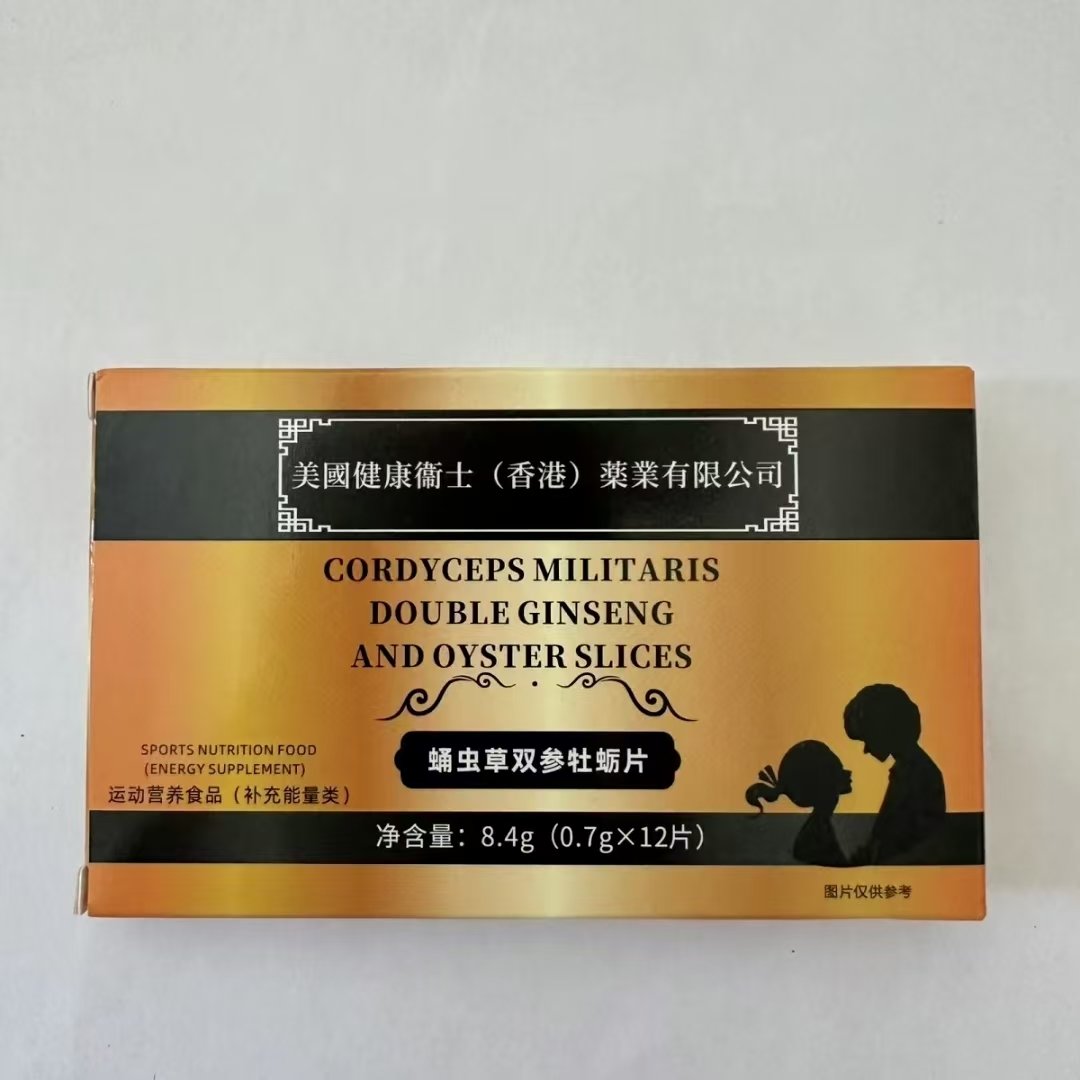 美國健康衞士（香港）薬業有限公司
CORDYCEPS MILITARIS
DOUBLE GINSENG
AND OYSTER SLICES
蛹虫草双参牡蛎片
SPORTS NUTRITION FOOD
(ENERGY SUPPLEMENT)
运动营养食品（补充能量类）
净含量：8.4g（0.7g×12片）
图片仅供参考